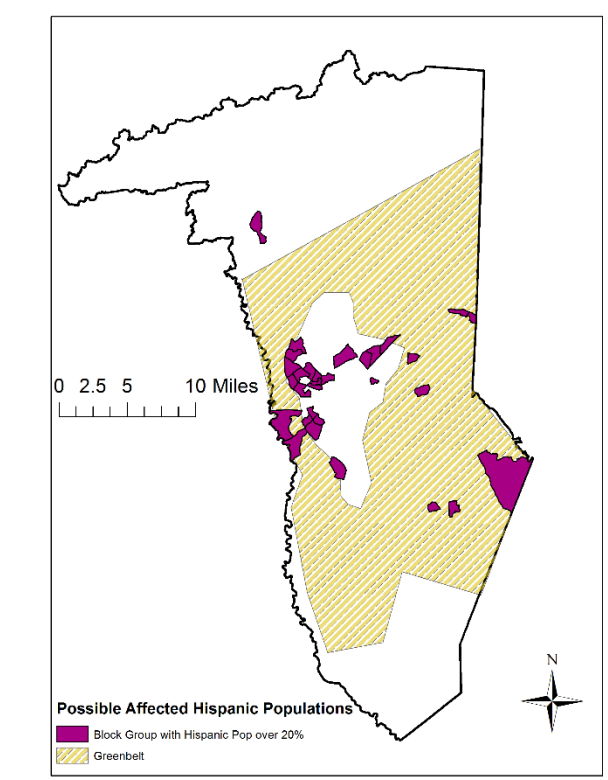 0 2.5 5 10 Miles
N
Possible Affected Hispanic Populations
Block Group with Hispanic Pop over 20%
Greenbelt